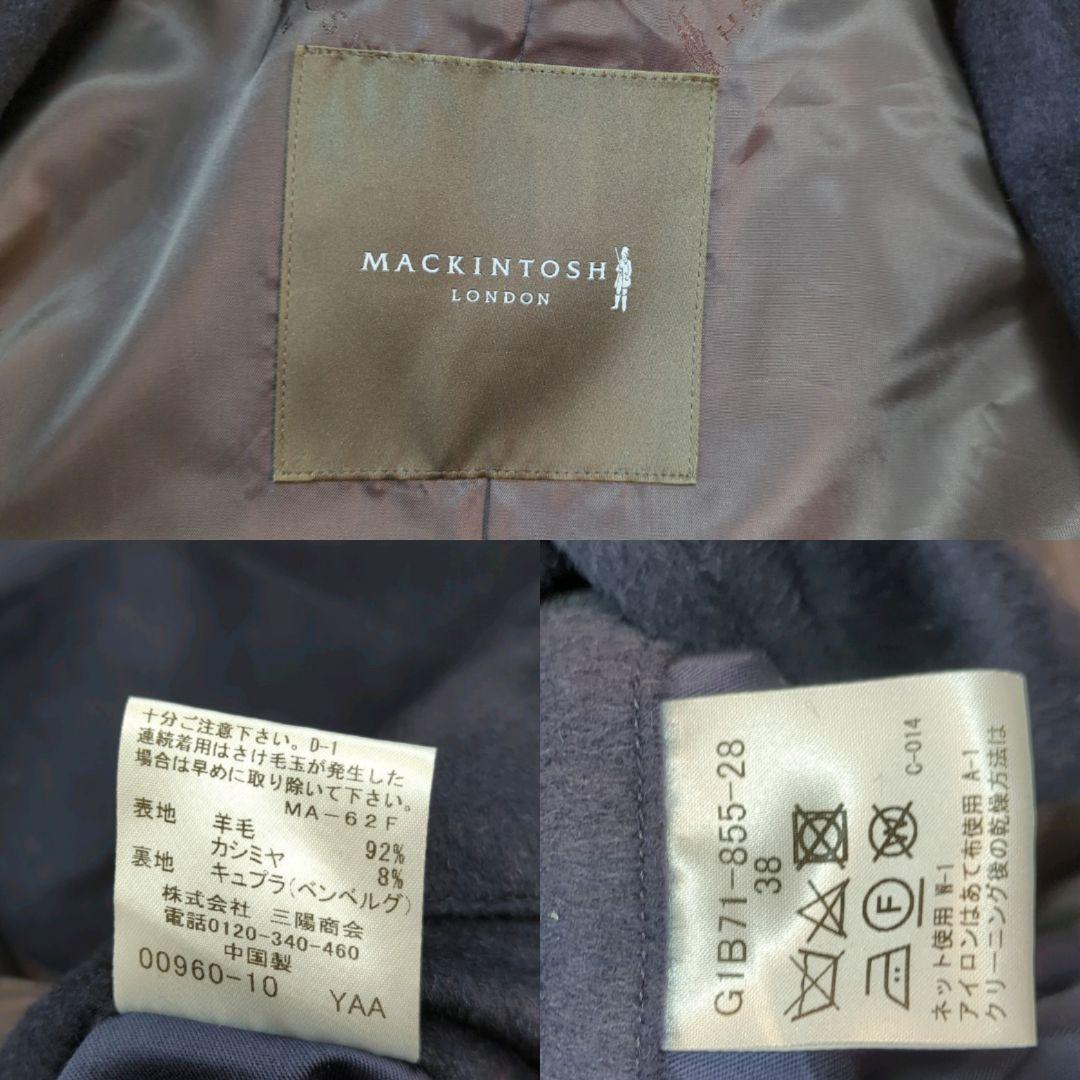 MACKINTOSH
LONDON
十分ご注意下さい。D-1
連続着用はさけ毛玉が発生した
場合は早めに取り除いて下さい。
MA-62F
表地 羊毛 92%
カシミヤ 8%
裏地 キュプラ(ベンベルグ)
株式会社 三陽商会
電話0120-340-460
中国製
00960-10 YAA
G1B71-855-28
38
F
ネット使用 W-1
アイロンはあて布使用 A-1
クリーニング後の乾燥方法は
C-014